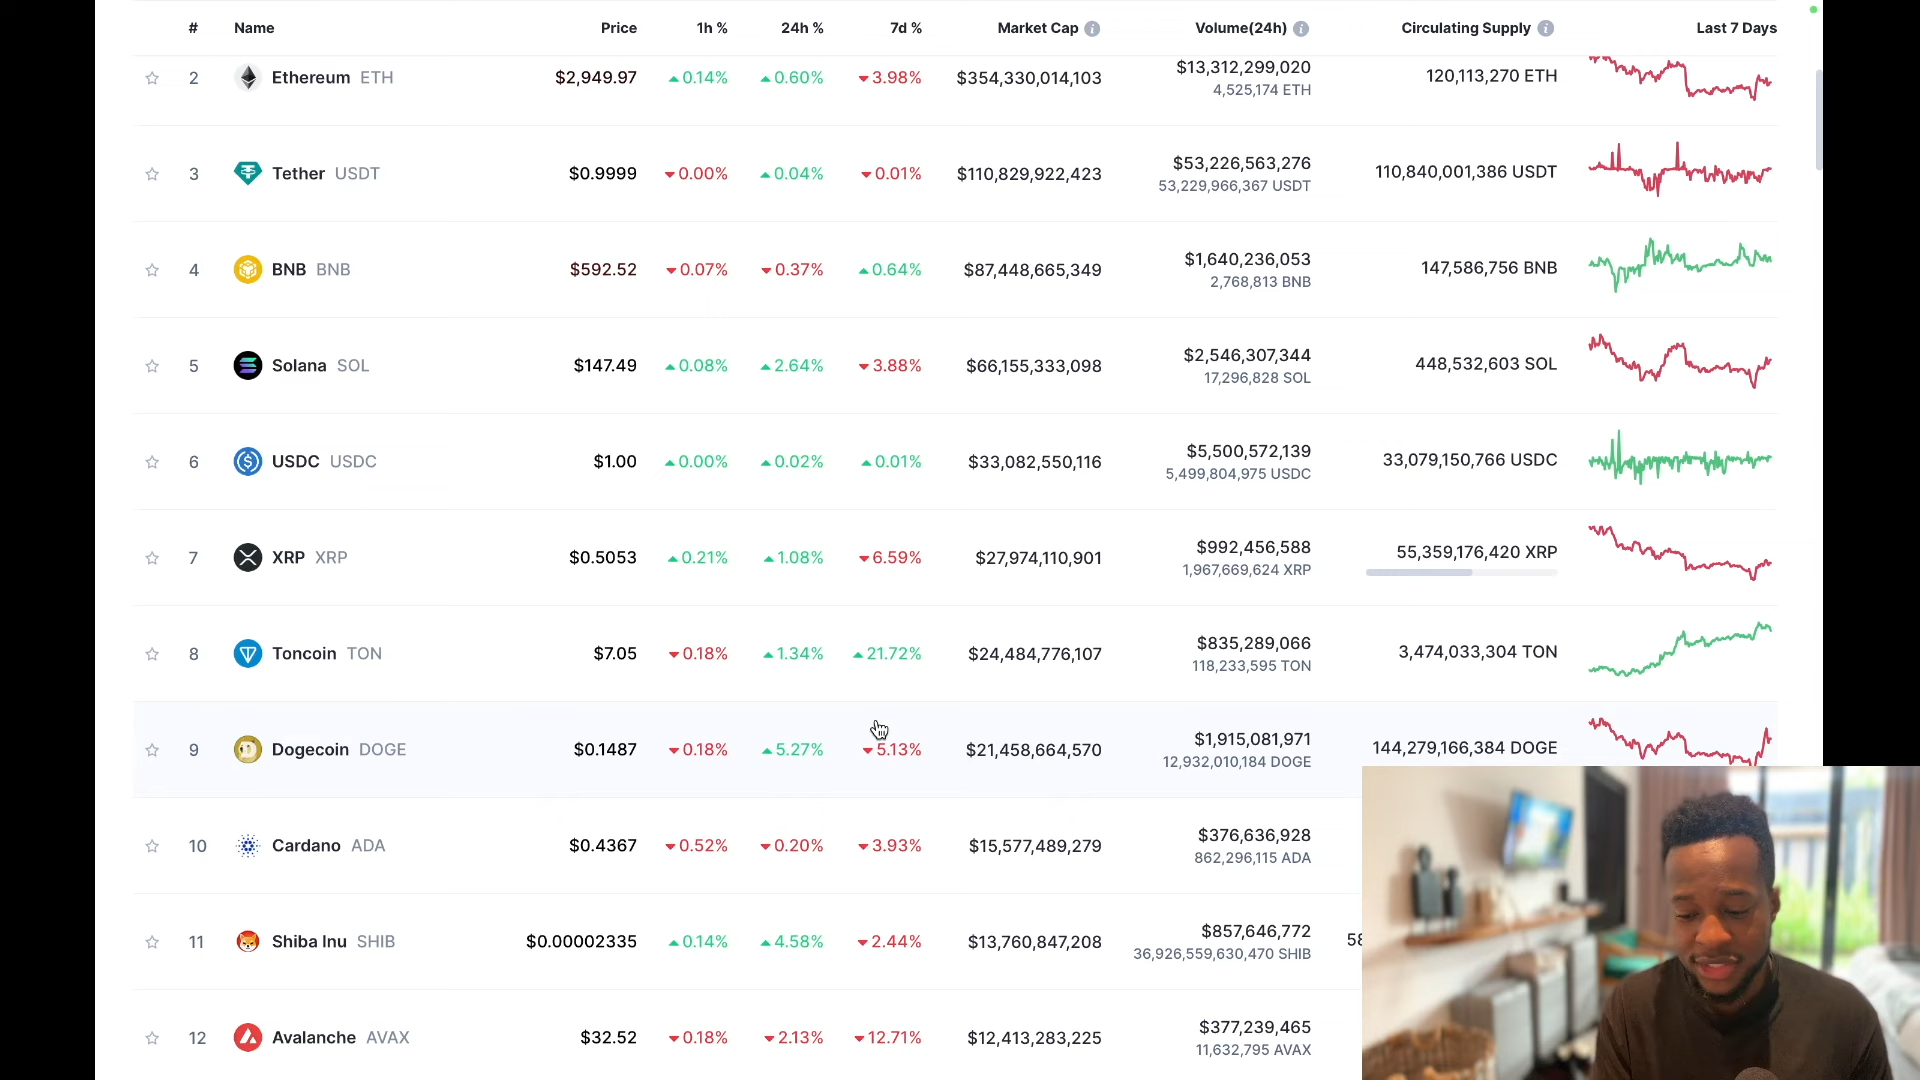 # Name Price 1h % 24h % 7d % Market Cap Volume(24h) Circulating Supply Last 7 Days
2 Ethereum ETH $2,949.97 0.14% 0.60% 3.98% $354,330,014,103 $13,312,299,020 120,113,270 ETH
4,525,174 ETH
3 Tether USDT $0.9999 0.00% 0.04% 0.01% $110,829,922,423 $53,226,563,276 110,840,001,386 USDT
53,229,966,367 USDT
4 BNB BNB $592.52 0.07% 0.37% 0.64% $87,448,665,349 $1,640,236,053 147,586,756 BNB
2,768,813 BNB
5 Solana SOL $147.49 0.08% 2.64% 3.88% $66,155,333,098 $2,546,307,344 448,532,603 SOL
17,296,828 SOL
6 USDC USDC $1.00 0.00% 0.02% 0.01% $33,082,550,116 $5,500,572,139 33,079,150,766 USDC
5,499,804,975 USDC
7 XRP XRP $0.5053 0.21% 1.08% 6.59% $27,974,110,901 $992,456,588 55,359,176,420 XRP
1,967,669,624 XRP
8 Toncoin TON $7.05 0.18% 1.34% 21.72% $24,484,776,107 $835,289,066 3,474,033,304 TON
118,233,595 TON
9 Dogecoin DOGE $0.1487 0.18% 5.27% 5.13% $21,458,664,570 $1,915,081,971 144,279,166,384 DOGE
12,932,010,184 DOGE
10 Cardano ADA $0.4367 0.52% 0.20% 3.93% $15,577,489,279 $376,636,928
862,296,115 ADA
11 Shiba Inu SHIB $0.00002335 0.14% 4.58% 2.44% $13,760,847,208 $857,646,772 58
36,926,559,630,470 SHIB
12 Avalanche AVAX $32.52 0.18% 2.13% 12.71% $12,413,283,225 $377,239,465
11,632,795 AVAX